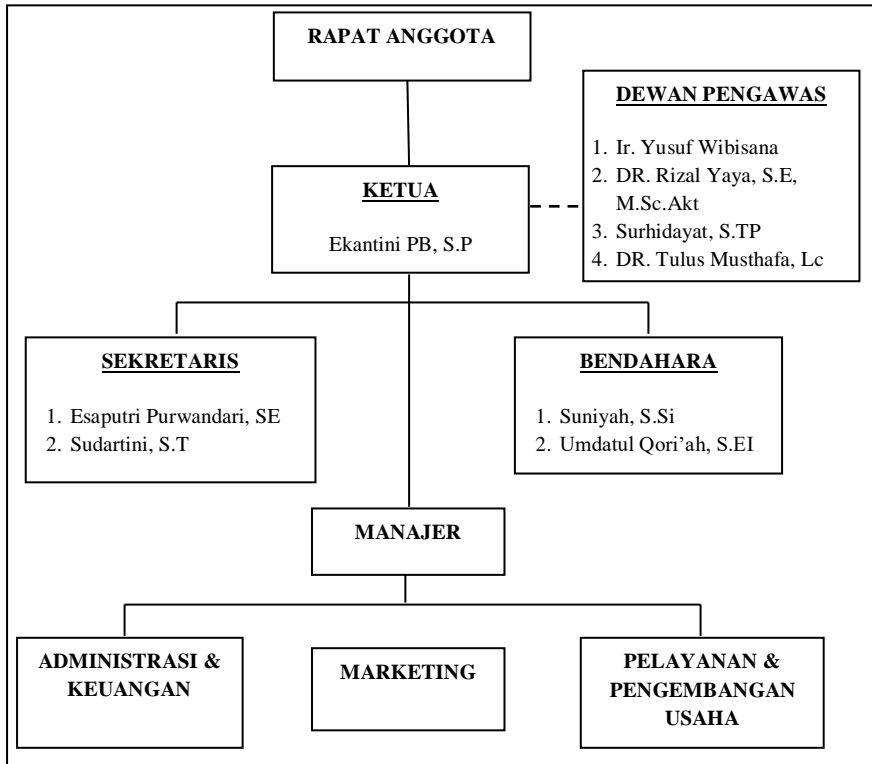 RAPAT ANGGOTA
DEWAN PENGAWAS
1. Ir. Yusuf Wibisana
2. DR. Rizal Yaya, S.E,
M.Sc.Akt
3. Surhidayat, S.TP
4. DR. Tulus Musthafa, Lc
KETUA
Ekantini PB, S.P
SEKRETARIS
1. Esaputri Purwandari, SE
2. Sudartini, S.T
BENDAHARA
1. Suniyah, S.Si
2. Umdatul Qori’ah, S.EI
MANAJER
ADMINISTRASI &
KEUANGAN
MARKETING
PELAYANAN &
PENGEMBANGAN
USAHA